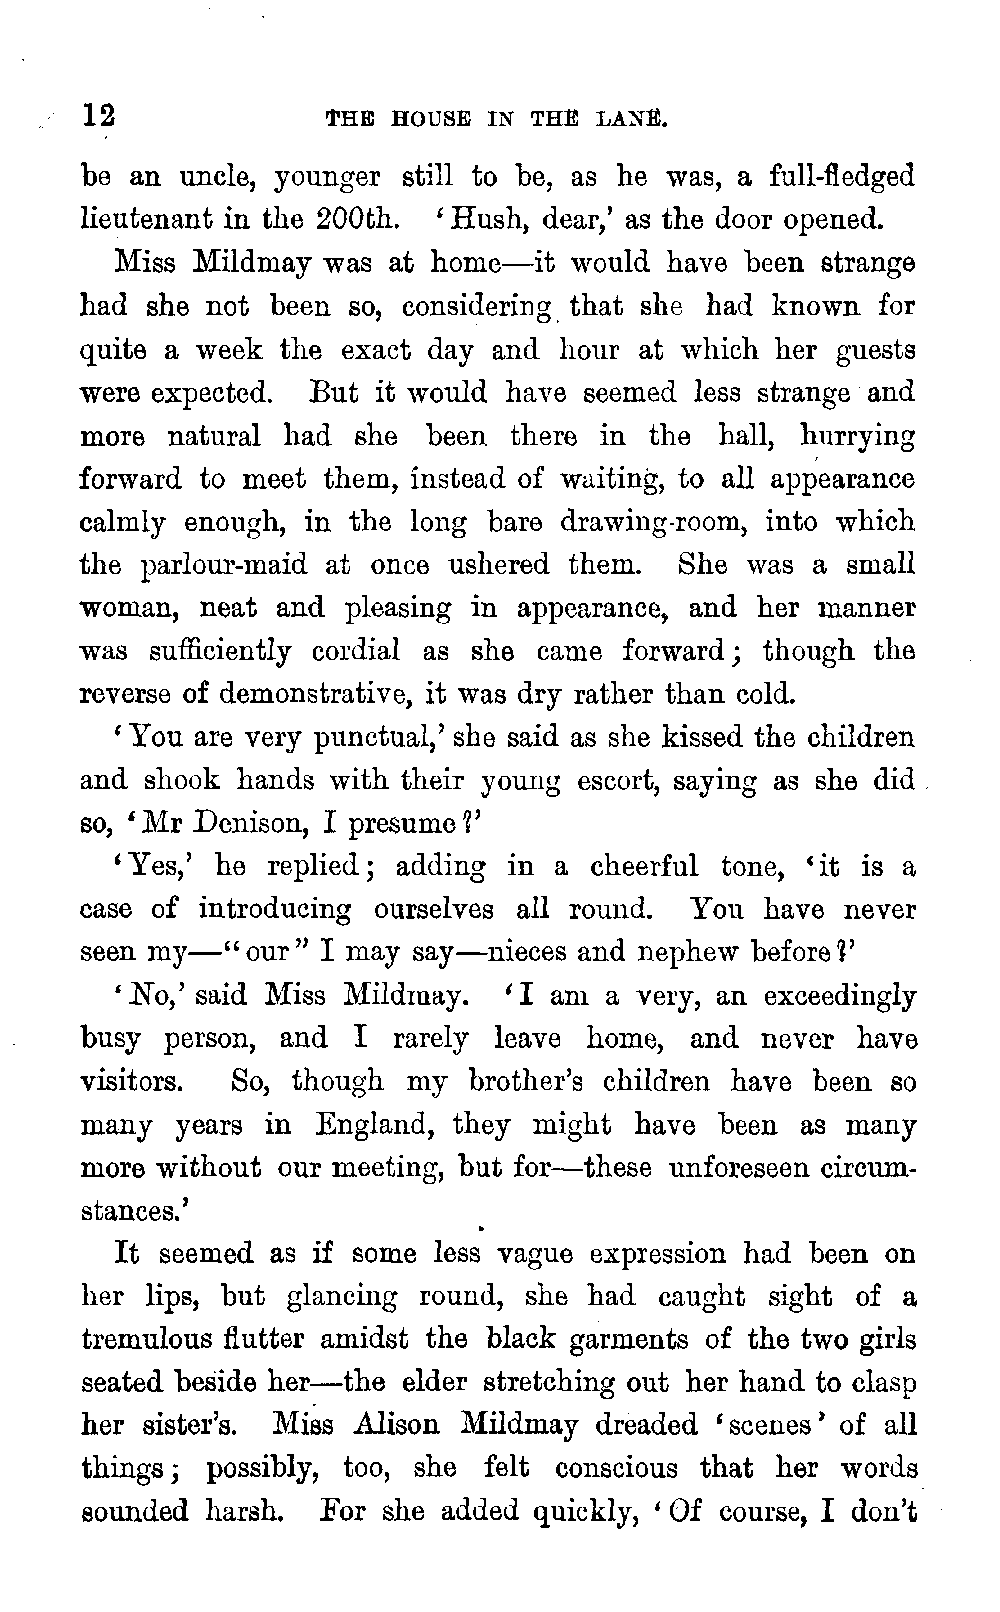 12 THE HOUSE IN THE LANE.
be an uncle, younger still to be, as he was, a full-fledged
lieutenant in the 200th. ‘Hush, dear,’ as the door opened.
Miss Mildmay was at home—it would have been strange
had she not been so, considering that she had known for
quite a week the exact day and hour at which her guests
were expected. But it would have seemed less strange and
more natural had she been there in the hall, hurrying
forward to meet them, instead of waiting, to all appearance
calmly enough, in the long bare drawing-room, into which
the parlour-maid at once ushered them. She was a small
woman, neat and pleasing in appearance, and her manner
was sufficiently cordial as she came forward; though the
reverse of demonstrative, it was dry rather than cold.
‘You are very punctual,’ she said as she kissed the children
and shook hands with their young escort, saying as she did
so, ‘Mr Denison, I presume?’
‘Yes,’ he replied; adding in a cheerful tone, ‘it is a
case of introducing ourselves all round. You have never
seen my—“our” I may say—nieces and nephew before?’
‘No,’ said Miss Mildmay. ‘I am a very, an exceedingly
busy person, and I rarely leave home, and never have
visitors. So, though my brother’s children have been so
many years in England, they might have been as many
more without our meeting, but for—these unforeseen circum-
stances.’
It seemed as if some less vague expression had been on
her lips, but glancing round, she had caught sight of a
tremulous flutter amidst the black garments of the two girls
seated beside her—the elder stretching out her hand to clasp
her sister’s. Miss Alison Mildmay dreaded ‘scenes’ of all
things; possibly, too, she felt conscious that her words
sounded harsh. For she added quickly, ‘Of course, I don’t